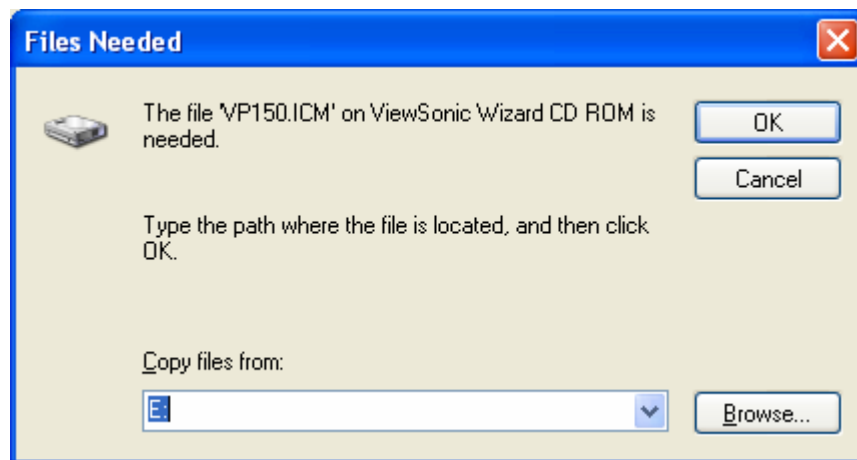 Files Needed
The file 'VP150.ICM' on ViewSonic Wizard CD ROM is
needed.
OK
Cancel
Type the path where the file is located, and then click
OK.
Copy files from:
E:
Browse...